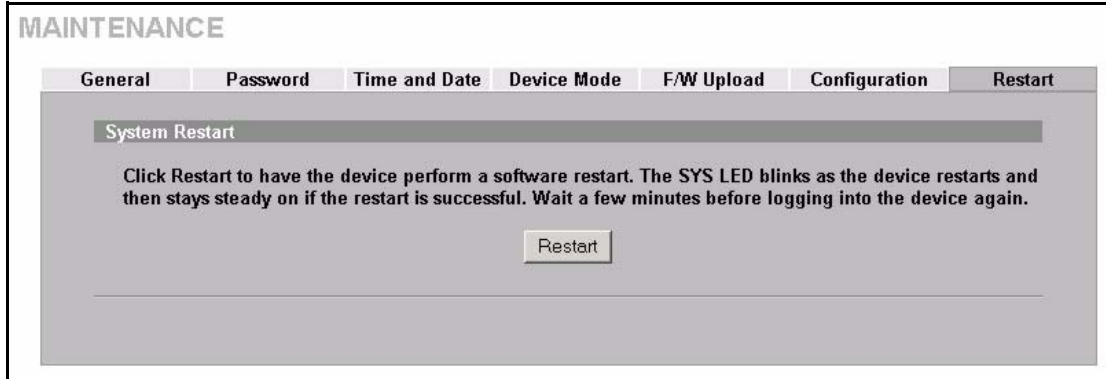 MAINTENANCE
General Password Time and Date Device Mode F/W Upload Configuration Restart
System Restart
Click Restart to have the device perform a software restart. The SYS LED blinks as the device restarts and
then stays steady on if the restart is successful. Wait a few minutes before logging into the device again.
Restart